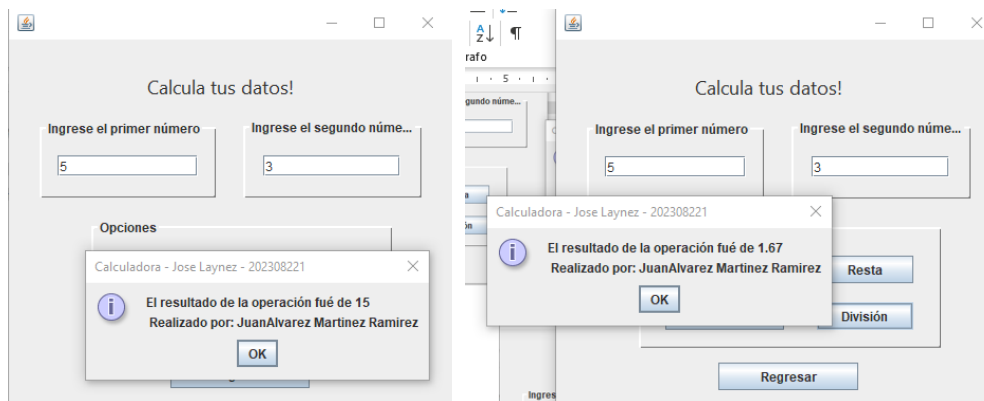 Calcula tus datos!
Ingrese el primer número
Ingrese el segundo núme...
5
3
Opciones
Calculadora - Jose Laynez - 202308221
El resultado de la operación fué de 15
Realizado por: JuanAlvarez Martinez Ramirez
OK
rafo
5
gundo núme...
Calcula tus datos!
Ingrese el primer número
Ingrese el segundo núme...
5
3
Calculadora - Jose Laynez - 202308221
El resultado de la operación fué de 1.67
Realizado por: JuanAlvarez Martinez Ramirez
OK
Resta
División
Regresar
Ingres